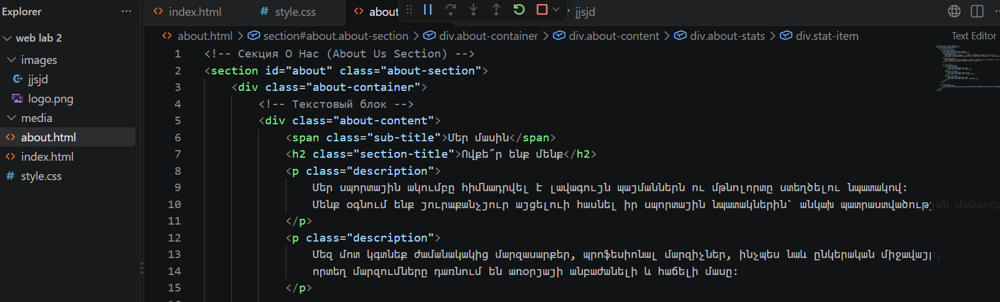 Explorer
index.html
style.css
about
jjsjd
web lab 2
about.html
section#about.about-section
div.about-container
div.about-content
div.about-stats
div.stat-item
Text Editor
images
jjsjd
logo.png
media
about.html
index.html
style.css
1 <!-- Секция О Нас (About Us Section) -->
2 <section id="about" class="about-section">
3 <div class="about-container">
4 <!-- Текстовый блок -->
5 <div class="about-content">
6 <span class="sub-title">Մեր մասին</span>
7 <h2 class="section-title">Ովքե՞ր ենք մենք</h2>
8 <p class="description">
9 Մեր սպորտային ակումբը հիմնադրվել է լավագույն պայմաններն ու մթնոլորտը ստեղծելու նպատակով:
10 Մենք օգնում ենք յուրաքանչյուր այցելուի հասնել իր սպորտային նպատակներին` անկախ պատրաստվածության մակարդա
11 </p>
12 <p class="description">
13 Մեզ մոտ կգտնեք ժամանակակից մարզասարքեր, պրոֆեսիոնալ մարզիչներ, ինչպես նաև ընկերական միջավայր,
14 որտեղ մարզումները դառնում են առօրյայի անբաժանելի և հաճելի մասը:
15 </p>